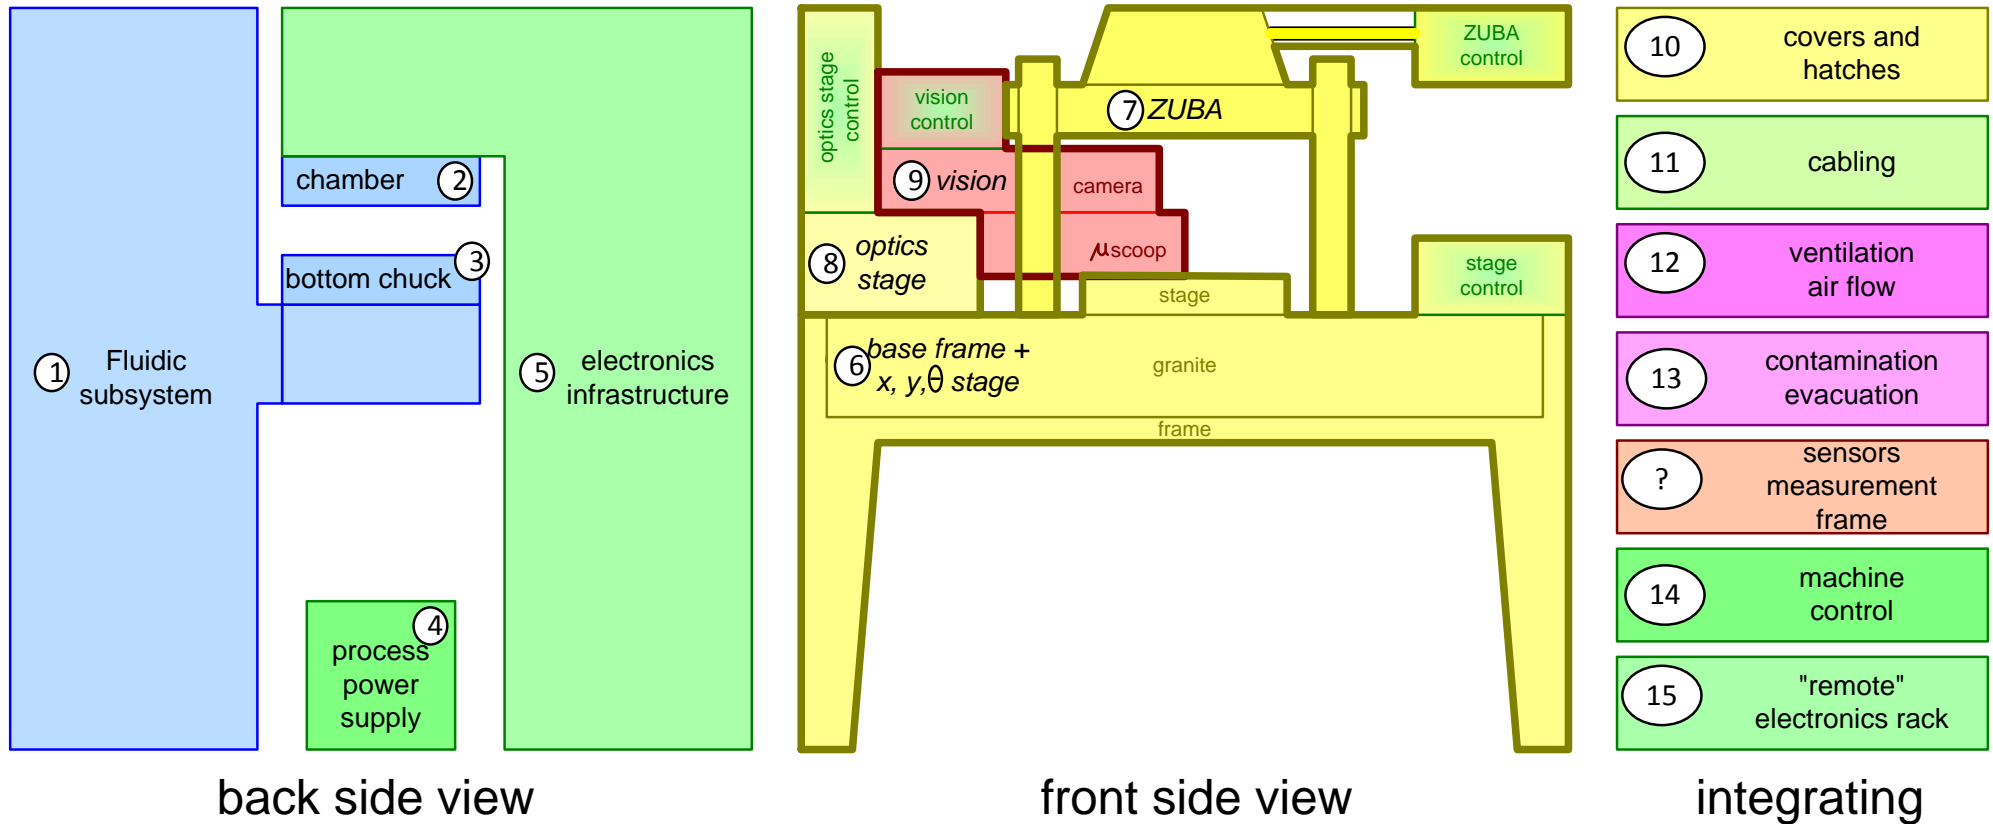 chamber
2
bottom chuck
3
1
Fluidic
subsystem
5
electronics
infrastructure
4
process
power
supply
back side view
optics stage
control
vision
control
ZUBA
control
7
ZUBA
9
vision
camera
8
optics
stage
μscoop
stage
stage
control
6
base frame +
x, y,θ stage
granite
frame
front side view
10
covers and
hatches
11
cabling
12
ventilation
air flow
13
contamination
evacuation
?
sensors
measurement
frame
14
machine
control
15
"remote"
electronics rack
integrating